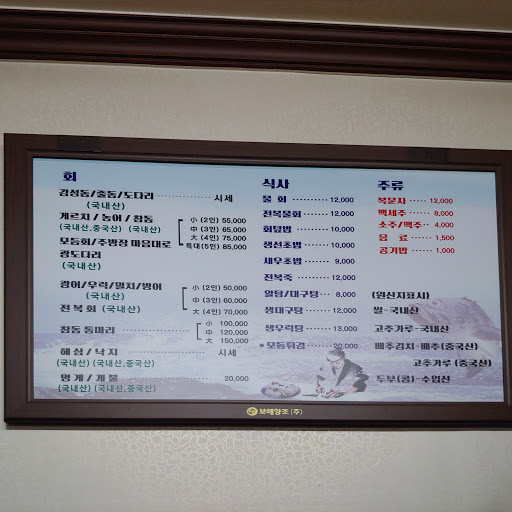 회
감성돔/줄돔/도다리 시세
(국내산)
게르치 / 농어 / 참돔
(국내산,중국산) (국내산)
모듬회/주방장 마음대로
광도다리
(국내산)
小 (2인) 55,000
中 (3인) 65,000
大 (4인) 75,000
특대(5인) 85,000
광어/우럭/멸치/방어
(국내산)
전 복 회 (국내산)
小 (2인) 50,000
中 (3인) 60,000
大 (4인) 70,000
참돔 통마리
小 100,000
中 120,000
大 150,000
해 삼 / 낙 지 시세
(국내산) (국내산,중국산)
멍게 / 개 불 20,000
(국내산) (국내산,중국산)
식사
물 회 12,000
전복물회 12,000
회덮밥 10,000
생선초밥 10,000
새우초밥 9,000
전복죽 12,000
알탕/대구탕 8,000
생대구탕 12,000
생우럭탕 13,000
모듬튀김 20,000
주류
복분자 12,000
백세주 8,000
소주/맥주 4,000
음 료 1,500
공기밥 1,000
(원산지표시)
쌀-국내산
고추가루-국내산
배추김치-배추(중국산)
고추가루 (중국산)
두부(콩)-수입산
보해양조 (주)